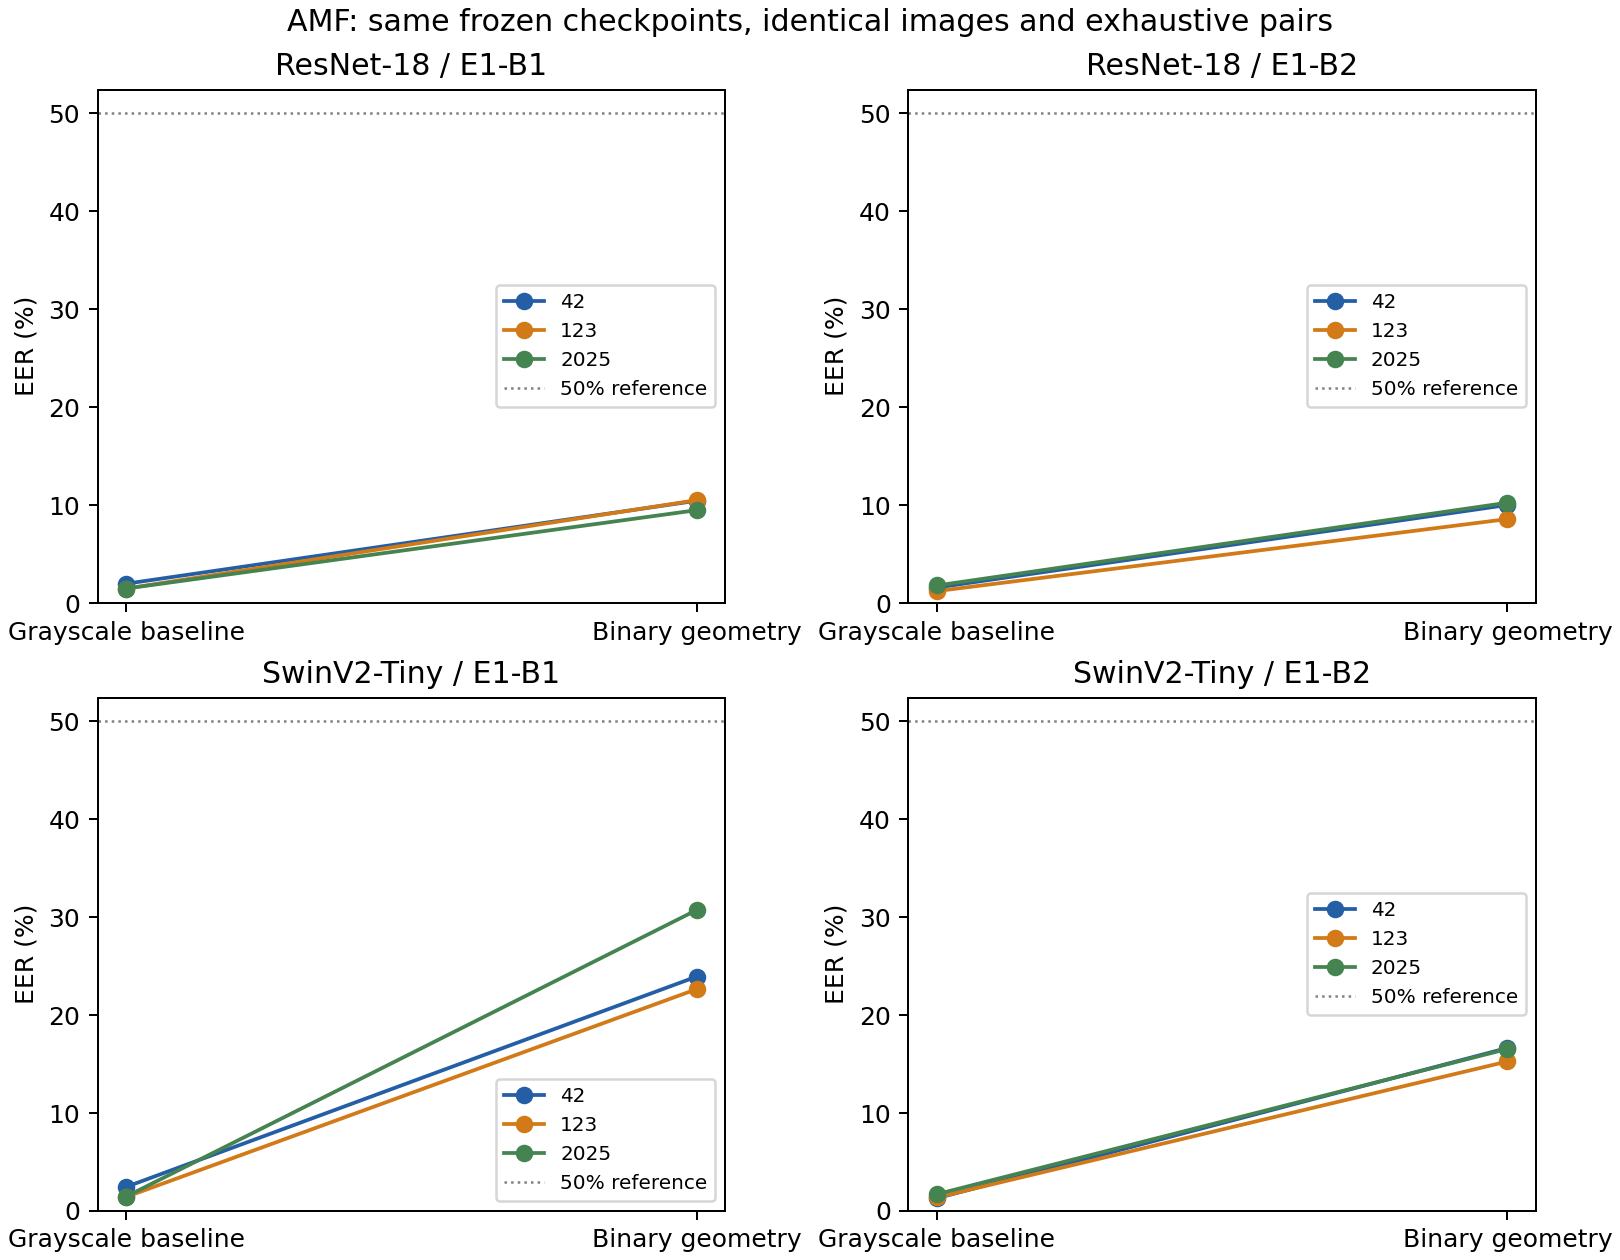 AMF: same frozen checkpoints, identical images and exhaustive pairs
ResNet-18 / E1-B1
EER (%)
50
40
30
20
10
0
42
123
2025
50% reference
Grayscale baseline
Binary geometry
ResNet-18 / E1-B2
EER (%)
50
40
30
20
10
0
42
123
2025
50% reference
Grayscale baseline
Binary geometry
SwinV2-Tiny / E1-B1
EER (%)
50
40
30
20
10
0
42
123
2025
50% reference
Grayscale baseline
Binary geometry
SwinV2-Tiny / E1-B2
EER (%)
50
40
30
20
10
0
42
123
2025
50% reference
Grayscale baseline
Binary geometry